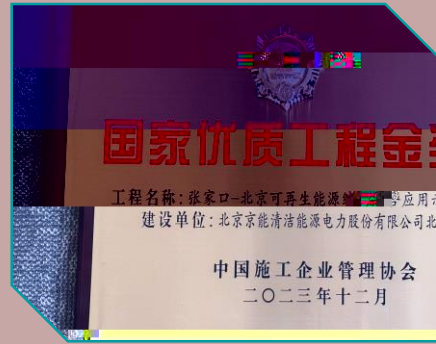 国家优质工程金
工程名称：张家口-北京可再生能源 应用
建设单位：北京京能清洁能源电力股份有限公司北
中国施工企业管理协会
二〇二三年十二月